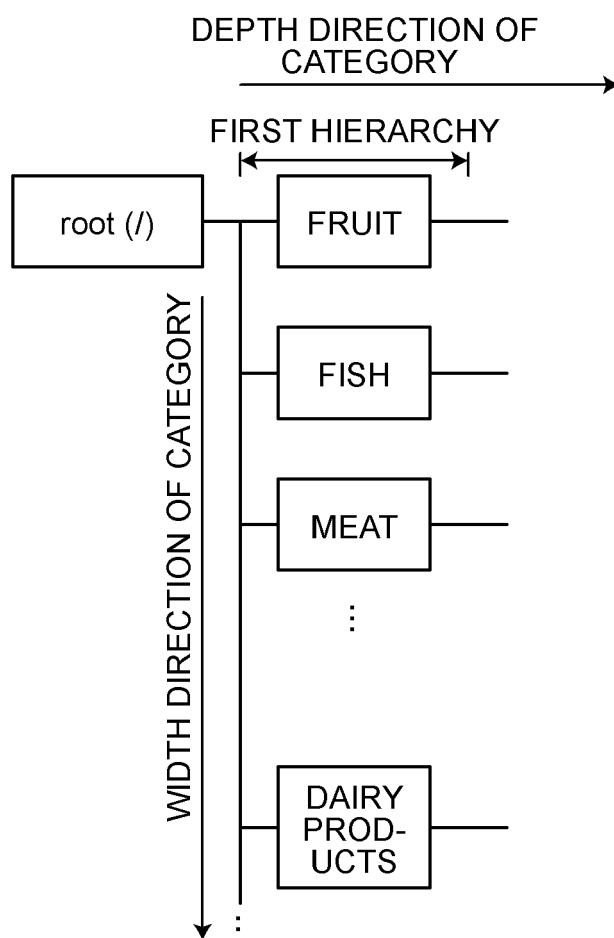 DEPTH DIRECTION OF
CATEGORY
FIRST HIERARCHY
root (/)
FRUIT
WIDTH DIRECTION OF CATEGORY
FISH
MEAT
⋮
DAIRY
PROD-
UCTS
⋮